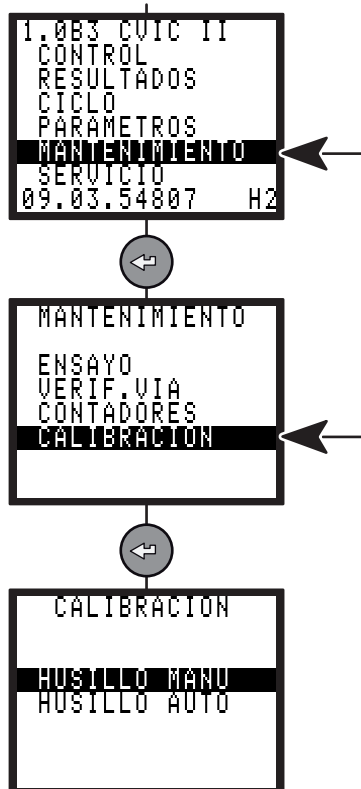 1.0B3 CVIC II
CONTROL
RESULTADOS
CICLO
PARAMETROS
MANTENIMIENTO
SERVICIO
09.03.54807 H2
MANTENIMIENTO
ENSAYO
VERIF.VIA
CONTADORES
CALIBRACION
CALIBRACION
HUSILLO MANU
HUSILLO AUTO